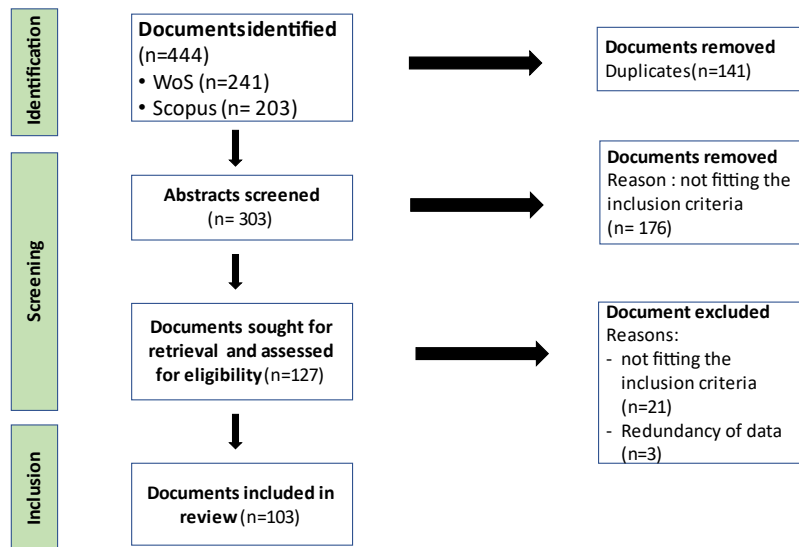 Identification
Documents identified
(n=444)
• WoS (n=241)
• Scopus (n= 203)
Documents removed
Duplicates (n=141)
Screening
Abstracts screened
(n= 303)
Documents removed
Reason : not fitting the
inclusion criteria
(n= 176)
Documents sought for
retrieval and assessed
for eligibility (n=127)
Document excluded
Reasons:
- not fitting the
inclusion criteria
(n=21)
- Redundancy of data
(n=3)
Inclusion
Documents included in
review (n=103)